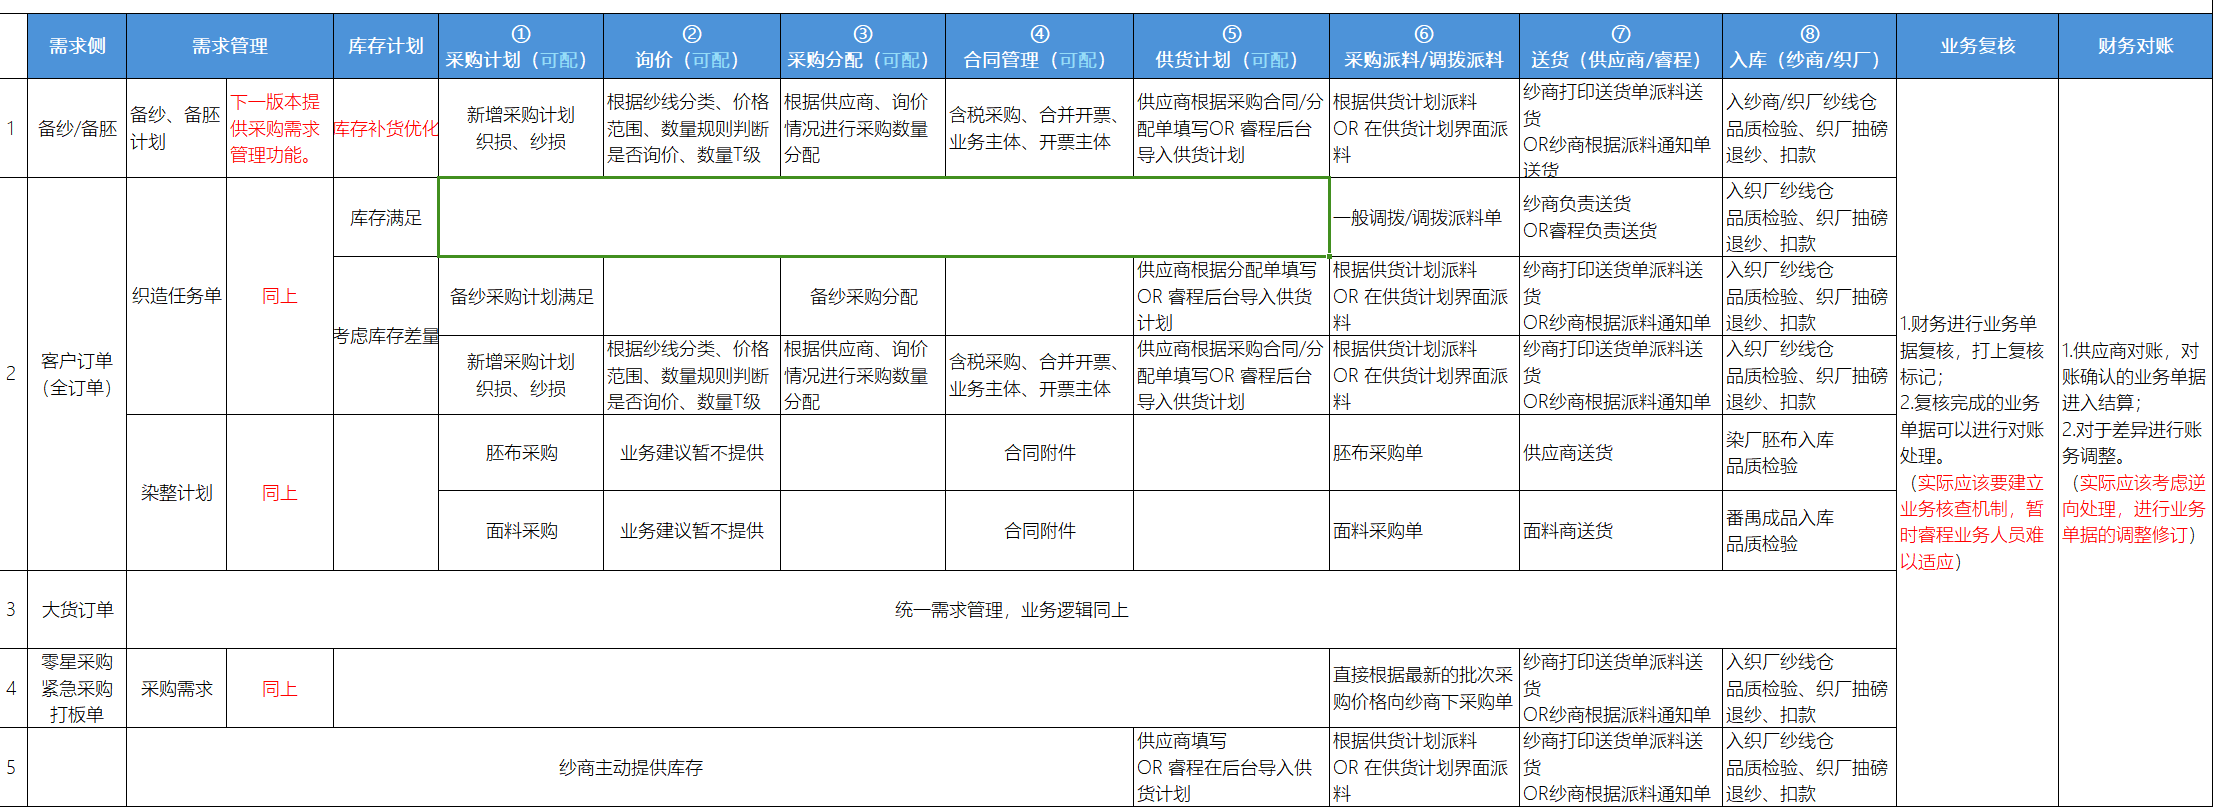 需求侧
需求管理
库存计划
①
采购计划（可配）
②
询价（可配）
③
采购分配（可配）
④
合同管理（可配）
⑤
供货计划（可配）
⑥
采购派料/调拨派料
⑦
送货（供应商/睿程）
⑧
入库（纱商/织厂）
业务复核
财务对账
1
备纱/备胚
备纱、备胚
计划
下一版本提
供采购需求
管理功能。
库存补货优化
新增采购计划
织损、纱损
根据纱线分类、价格
范围、数量规则判断
是否询价、数量T级
根据供应商、询价
情况进行采购数量
分配
含税采购、合并开票、
业务主体、开票主体
供应商根据采购合同/分
配单填写OR 睿程后台
导入供货计划
根据供货计划派料
OR 在供货计划界面派
料
纱商打印送货单派料送
货
OR纱商根据派料通知单
送货
入纱商/织厂纱线仓
品质检验、织厂抽磅
退纱、扣款
2
客户订单
（全订单）
织造任务单
同上
库存满足
一般调拨/调拨派料单
纱商负责送货
OR睿程负责送货
入织厂纱线仓
品质检验、织厂抽磅
退纱、扣款
考虑库存差量
备纱采购计划满足
备纱采购分配
供应商根据分配单填写
OR 睿程后台导入供货
计划
根据供货计划派料
OR 在供货计划界面派
料
纱商打印送货单派料送
货
OR纱商根据派料通知单
入织厂纱线仓
品质检验、织厂抽磅
退纱、扣款
新增采购计划
织损、纱损
根据纱线分类、价格
范围、数量规则判断
是否询价、数量T级
根据供应商、询价
情况进行采购数量
分配
含税采购、合并开票、
业务主体、开票主体
供应商根据采购合同/分
配单填写OR 睿程后台
导入供货计划
根据供货计划派料
OR 在供货计划界面派
料
纱商打印送货单派料送
货
OR纱商根据派料通知单
入织厂纱线仓
品质检验、织厂抽磅
退纱、扣款
染整计划
同上
胚布采购
业务建议暂不提供
合同附件
胚布采购单
供应商送货
染厂胚布入库
品质检验
面料采购
业务建议暂不提供
合同附件
面料采购单
面料商送货
番禺成品入库
品质检验
3
大货订单
统一需求管理，业务逻辑同上
4
零星采购
紧急采购
打板单
采购需求
同上
直接根据最新的批次采
购价格向纱商下采购单
纱商打印送货单派料送
货
OR纱商根据派料通知单
入织厂纱线仓
品质检验、织厂抽磅
退纱、扣款
5
纱商主动提供库存
供应商填写
OR 睿程在后台导入供
货计划
根据供货计划派料
OR 在供货计划界面派
料
纱商打印送货单派料送
货
OR纱商根据派料通知单
入织厂纱线仓
品质检验、织厂抽磅
退纱、扣款
1.财务进行业务单
据复核，打上复核
标记；
2.复核完成的业务
单据可以进行对账
处理。
（实际应该要建立
业务核查机制，暂
时睿程业务人员难
以适应）
1.供应商对账，对
账确认的业务单据
进入结算；
2.对于差异进行账
务调整。
（实际应该考虑逆
向处理，进行业务
单据的调整修订）